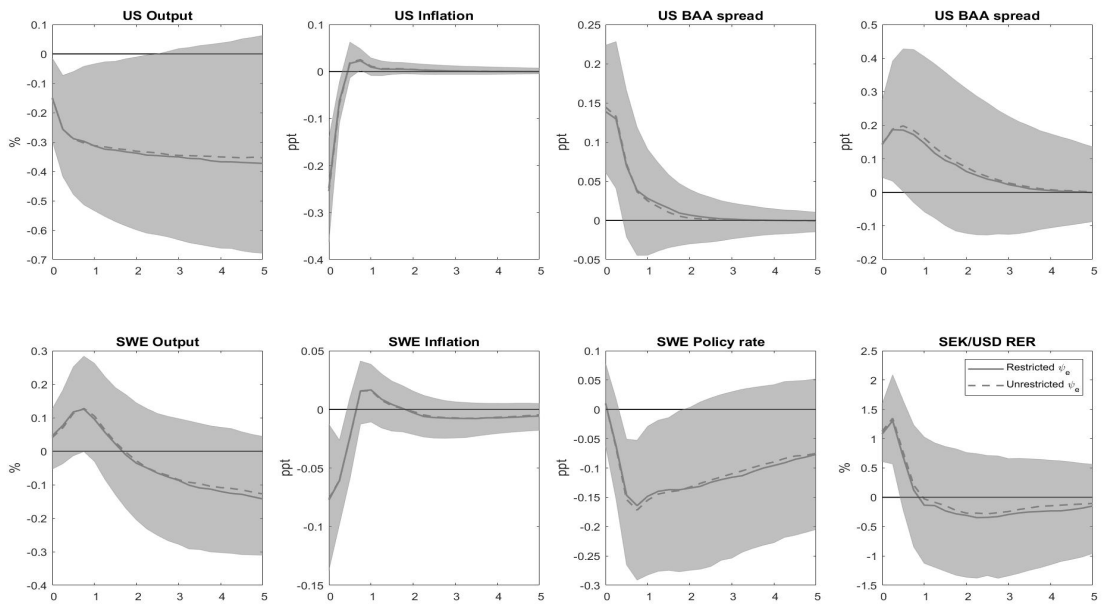 US Output
0.1
0
-0.1
-0.2
-0.3
-0.4
-0.5
-0.6
-0.7
%
0 1 2 3 4 5
US Inflation
0.1
0
-0.1
-0.2
-0.3
-0.4
ppt
0 1 2 3 4 5
US BAA spread
0.25
0.2
0.15
0.1
0.05
0
-0.05
ppt
0 1 2 3 4 5
US BAA spread
0.5
0.4
0.3
0.2
0.1
0
-0.1
-0.2
ppt
0 1 2 3 4 5
SWE Output
0.3
0.2
0.1
0
-0.1
-0.2
-0.3
-0.4
%
0 1 2 3 4 5
SWE Inflation
0.05
0
-0.05
-0.1
-0.15
ppt
0 1 2 3 4 5
SWE Policy rate
0.1
0.05
0
-0.05
-0.1
-0.15
-0.2
-0.25
-0.3
ppt
0 1 2 3 4 5
SEK/USD RER
2.5
2
1.5
1
0.5
0
-0.5
-1
-1.5
%
0 1 2 3 4 5
Restricted ψe
Unrestricted ψe